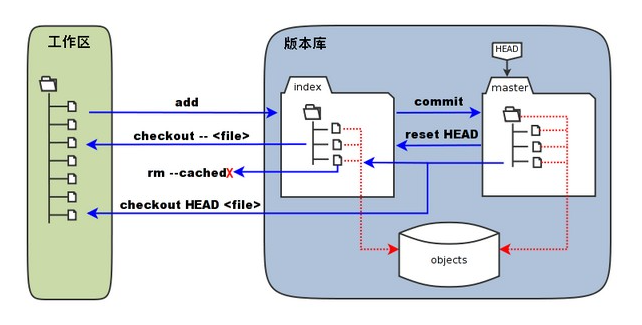 工作区
版本库
HEAD
index
master
add
commit
checkout -- <file>
reset HEAD
rm --cached
X
checkout HEAD <file>
objects